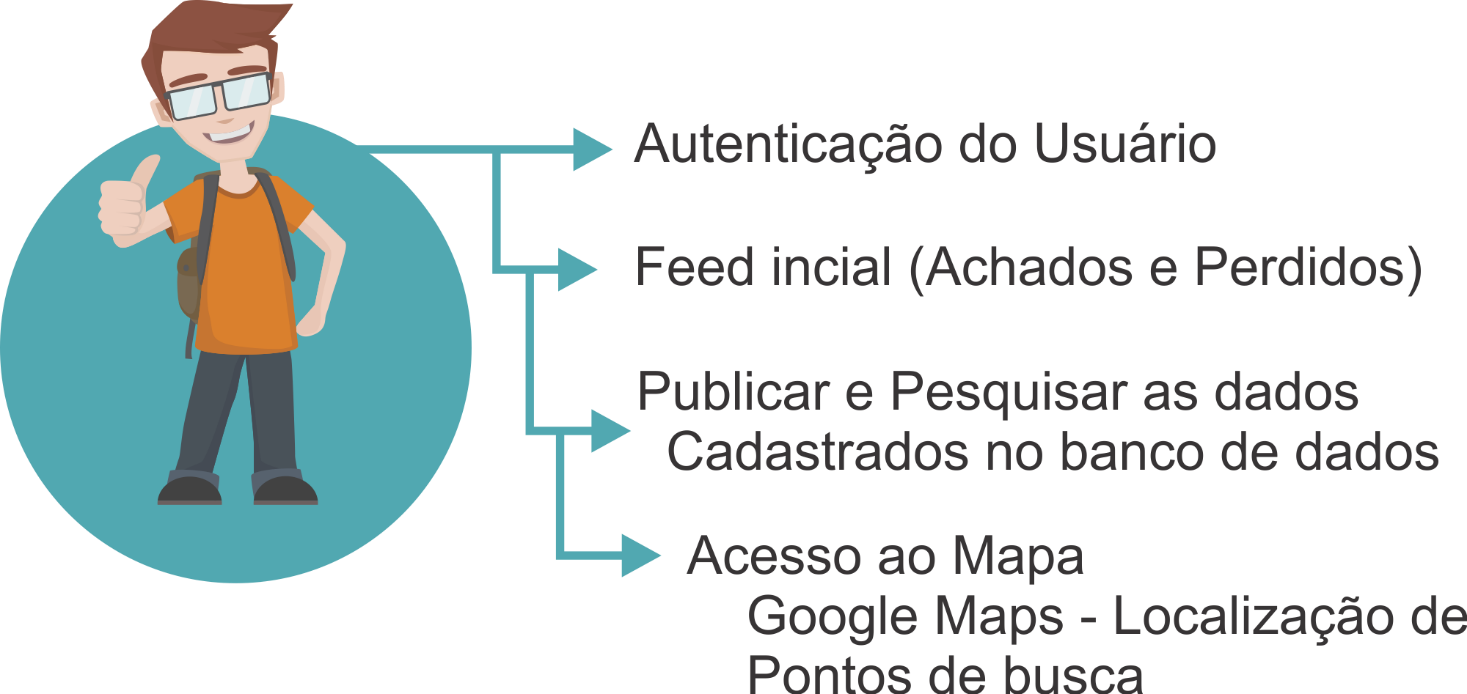 Autenticação do Usuário
Feed incial (Achados e Perdidos)
Publicar e Pesquisar as dados
Cadastrados no banco de dados
Acesso ao Mapa
Google Maps - Localização de
Pontos de busca